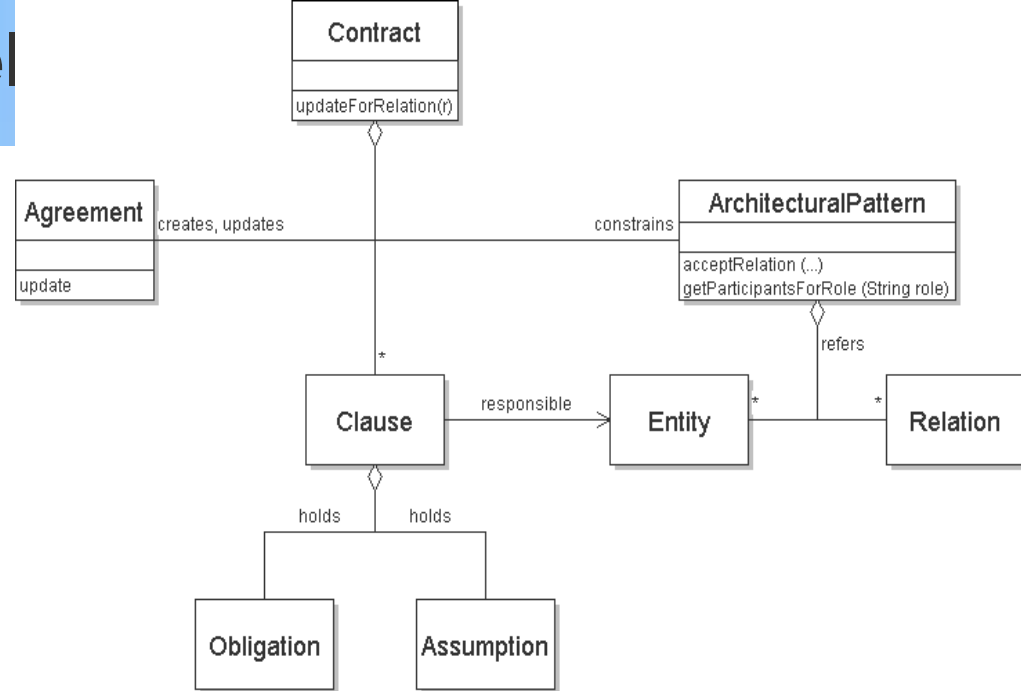 el
Contract
updateForRelation(r)
Agreement
update
creates, updates
constrains
ArchitecturalPattern
acceptRelation (...)
getParticipantsForRole (String role)
refers
*
Clause
responsible
Entity
*
*
Relation
holds
holds
Obligation
Assumption